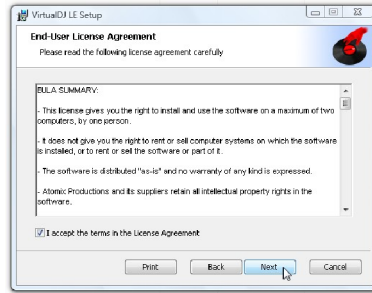 VirtualDJ LE Setup
End-User License Agreement
Please read the following license agreement carefully
EULA SUMMARY:
- This license gives you the right to install and use the software on a maximum of two
computers, by one person.
- It does not give you the right to rent or sell computer systems on which the software
is installed, or to rent or sell the software or part of it.
- The software is distributed "as-is" and no warranty of any kind is expressed.
- Atomix Productions and its suppliers retain all intellectual property rights in the
software.
I accept the terms in the License Agreement
Print
Back
Next
Cancel